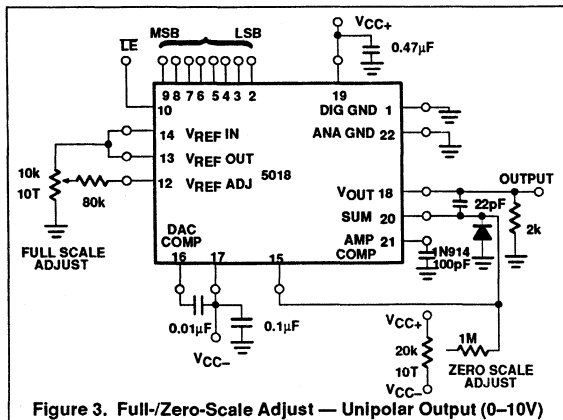 VCC+
0.47μF
LE
MSB LSB
9 8 7 6 5 4 3 2
19
10
DIG GND 1
ANA GND 22
14 VREF IN
13 VREF OUT
12 VREF ADJ
5018
10k
10T
80k
FULL SCALE
ADJUST
VOUT 18
OUTPUT
22pF
SUM 20
2k
AMP 21
COMP
1N914
100pF
DAC
COMP
16 17 15
0.01μF
0.1μF
VCC–
VCC+
20k
10T
VCC–
1M
ZERO SCALE
ADJUST
Figure 3. Full-/Zero-Scale Adjust — Unipolar Output (0–10V)